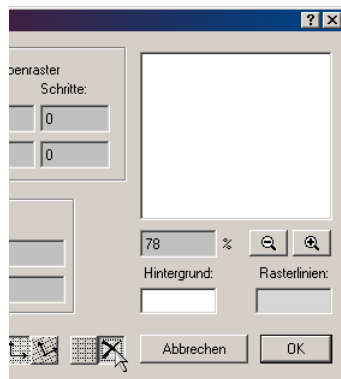 penraster
Schritte:
0
0
78 %
Hintergrund: Rasterlinien:
Abbrechen OK